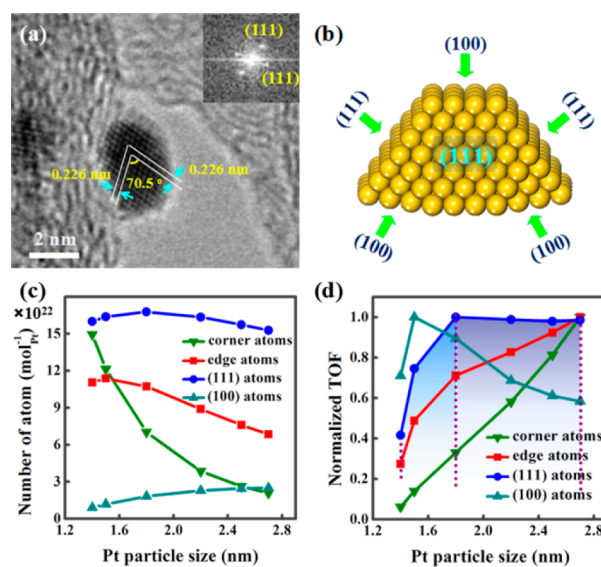 (a)
(111)
(111)
0.226 nm
0.226 nm
70.5 °
2 nm
(b)
(100)
(111)
(111)
(111)
(100)
(100)
(c)
×10²²
Number of atom (mol⁻¹Pt)
15
12
9
6
3
0
corner atoms
edge atoms
(111) atoms
(100) atoms
1.2 1.6 2.0 2.4 2.8
Pt particle size (nm)
(d)
Normalized TOF
1.0
0.8
0.6
0.4
0.2
0.0
corner atoms
edge atoms
(111) atoms
(100) atoms
1.2 1.6 2.0 2.4 2.8
Pt particle size (nm)